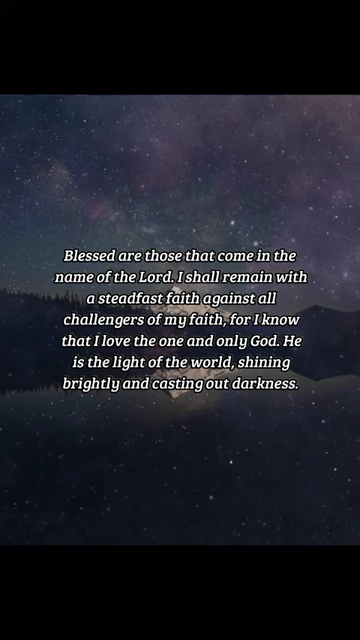 Blessed are those that come in the
name of the Lord. I shall remain with
a steadfast faith against all
challengers of my faith, for I know
that I love the one and only God. He
is the light of the world, shining
brightly and casting out darkness.